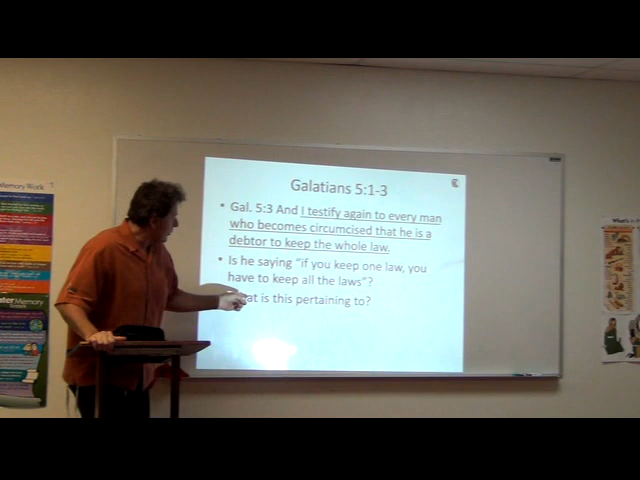 Memory Work
Galatians 5:1-3
• Gal. 5:3 And I testify again to every man
who becomes circumcised that he is a
debtor to keep the whole law.
• Is he saying “if you keep one law, you
have to keep all the laws”?
is this pertaining to?
Memory
What's